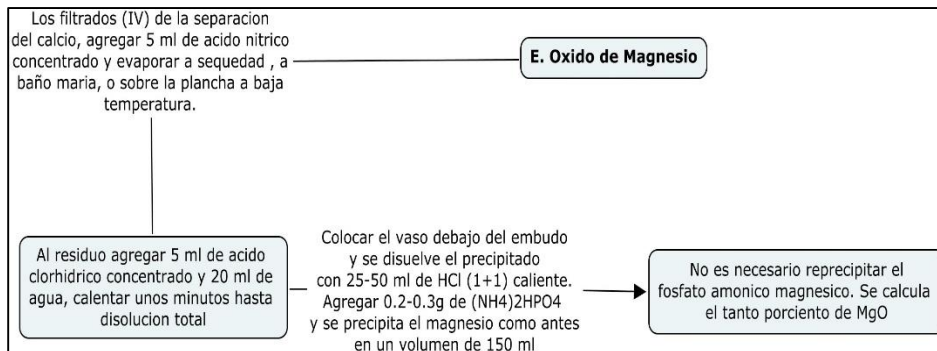 Los filtrados (IV) de la separacion
del calcio, agregar 5 ml de acido nitrico
concentrado y evaporar a sequedad , a
baño maria, o sobre la plancha a baja
temperatura.
E. Oxido de Magnesio
Al residuo agregar 5 ml de acido
clorhidrico concentrado y 20 ml de
agua, calentar unos minutos hasta
disolucion total
Colocar el vaso debajo del embudo
y se disuelve el precipitado
con 25-50 ml de HCl (1+1) caliente.
Agregar 0.2-0.3g de (NH4)2HPO4
y se precipita el magnesio como antes
en un volumen de 150 ml
No es necesario reprecipitar el
fosfato amonico magnesico. Se calcula
el tanto porciento de MgO